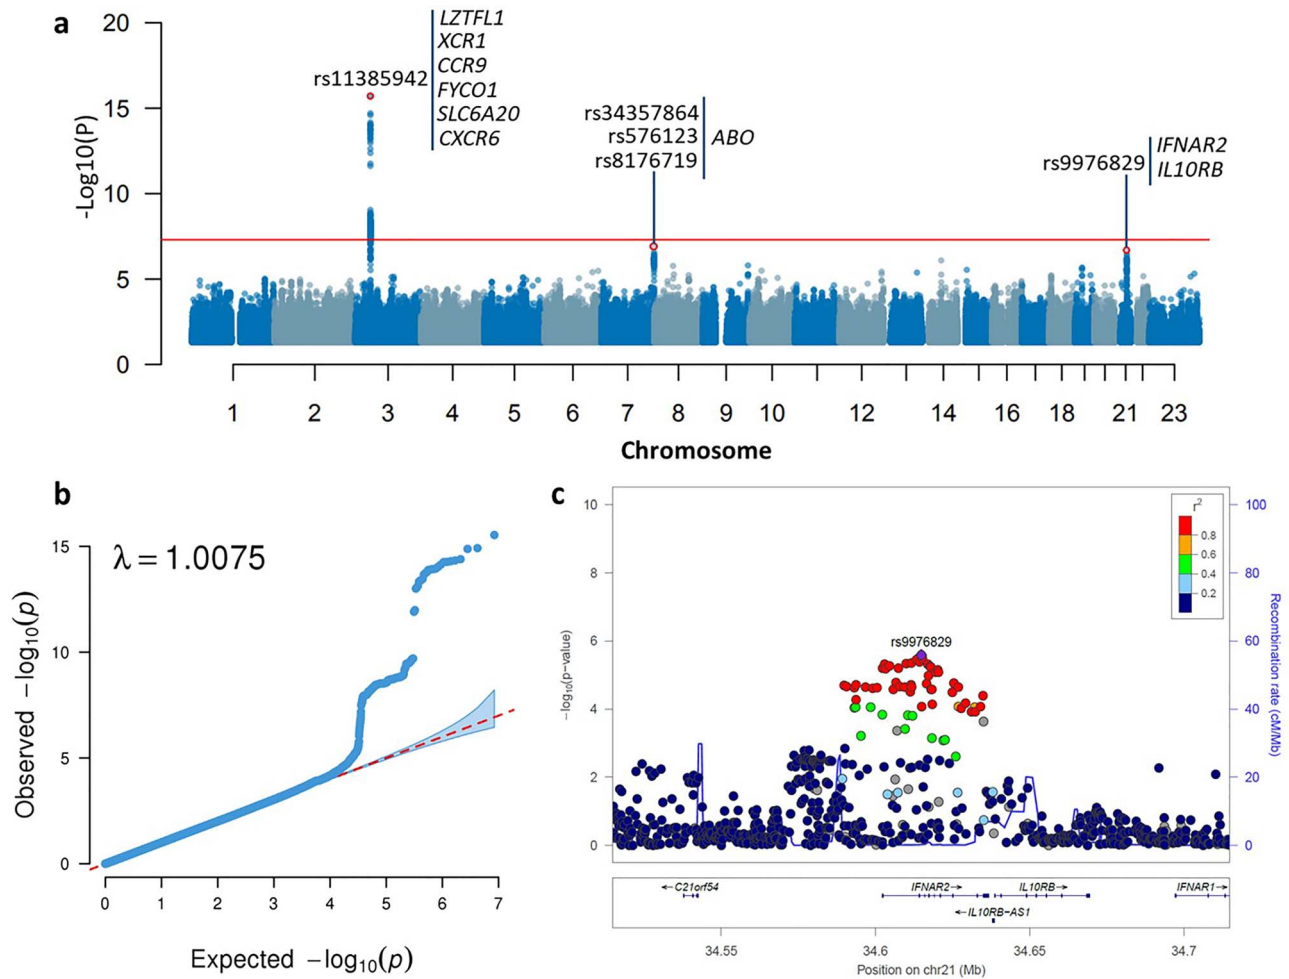 a
20
15
10
5
0
-Log10(P)
rs11385942
LZTFL1
XCR1
CCR9
FYCO1
SLC6A20
CXCR6
rs34357864
rs576123
rs8176719
ABO
rs9976829
IFNAR2
IL10RB
1 2 3 4 5 6 7 8 9 10 12 14 16 18 21 23
Chromosome
b
λ = 1.0075
Observed −log10(p)
15
10
5
0
0 1 2 3 4 5 6 7
Expected −log10(p)
c
−log10(p−value)
10
8
6
4
2
0
rs9976829
r2
0.8
0.6
0.4
0.2
100
80
60
40
20
0
Recombination rate (cM/Mb)
←C21orf54
IFNAR2→
IL10RB→
IFNAR1→
←IL10RB−AS1
34.55 34.6 34.65 34.7
Position on chr21 (Mb)